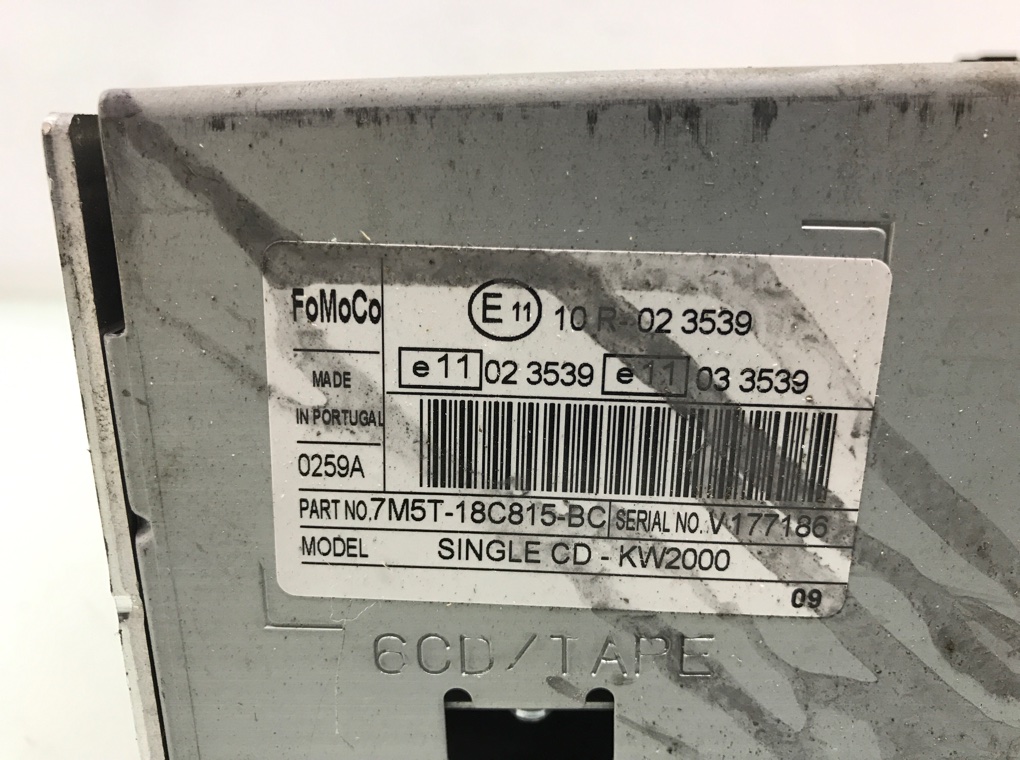 FoMoCo
MADE
IN PORTUGAL
0259A
E 11 10 R-02 3539
e 11 02 3539 e 11 03 3539
PART NO. 7M5T-18C815-BC SERIAL NO. V177186
MODEL SINGLE CD - KW2000
09
6CD/TAPE